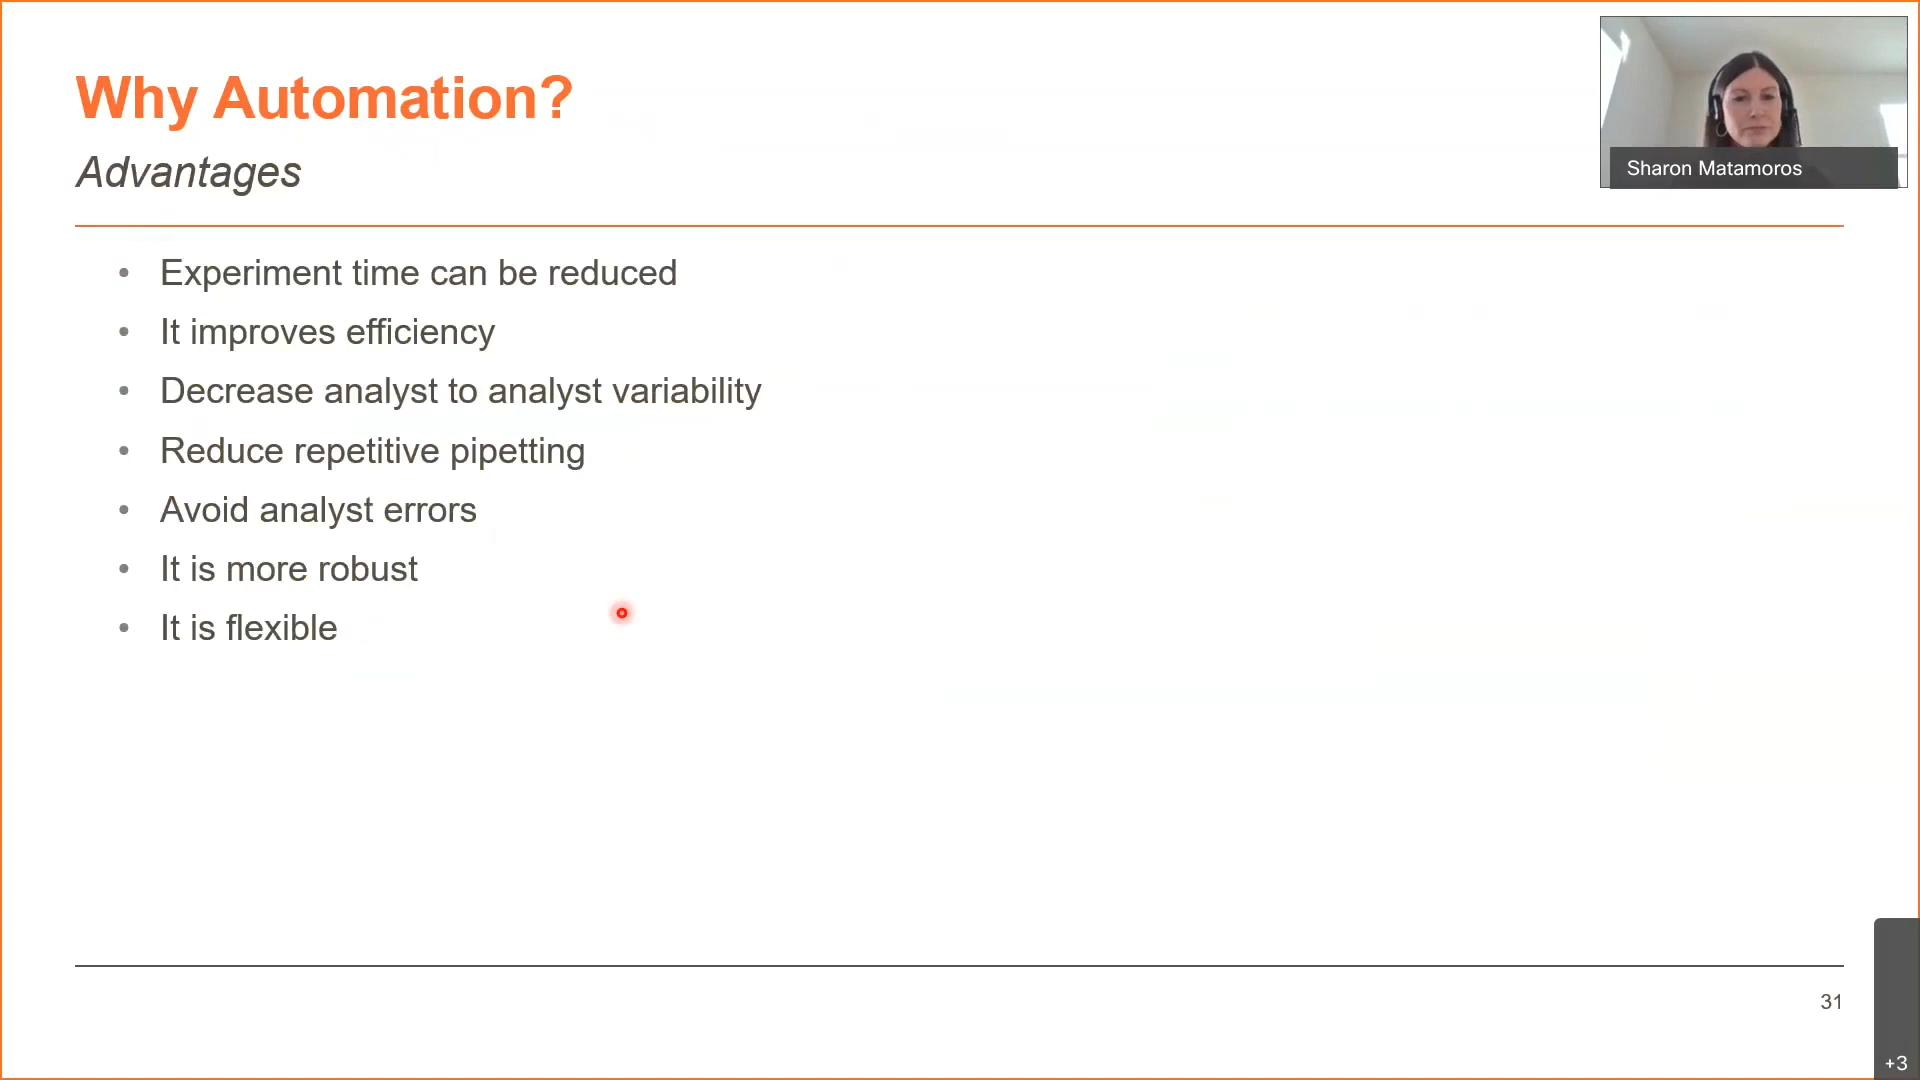 Why Automation?
Advantages
Sharon Matamoros
• Experiment time can be reduced
• It improves efficiency
• Decrease analyst to analyst variability
• Reduce repetitive pipetting
• Avoid analyst errors
• It is more robust
• It is flexible
31
+3